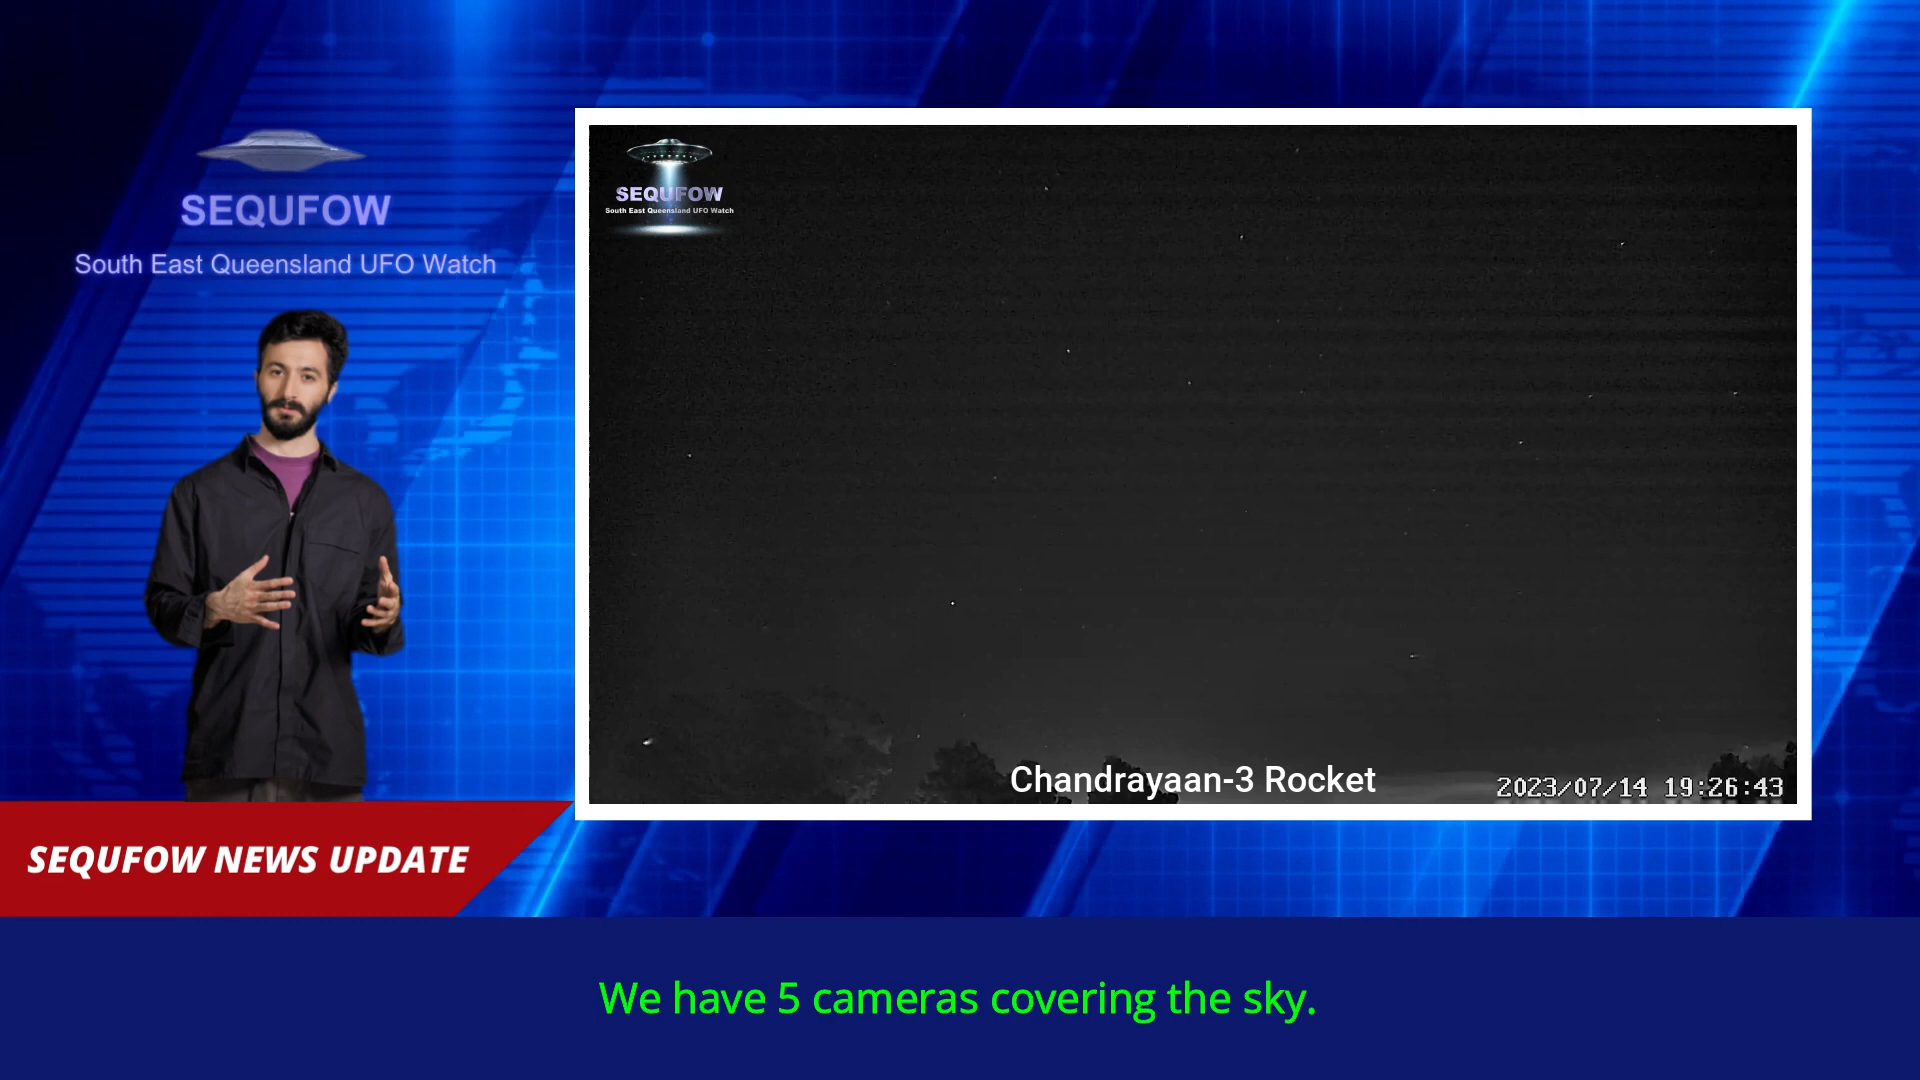 SEQUFOW
South East Queensland UFO Watch
SEQUFOW
South East Queensland UFO Watch
Chandrayaan-3 Rocket
2023/07/14 19:26:43
SEQUFOW NEWS UPDATE
We have 5 cameras covering the sky.